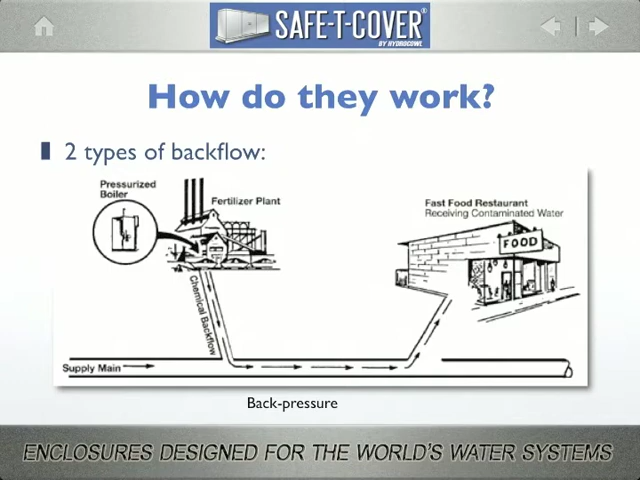 SAFE-T-COVER®
BY HYDROCOWL
How do they work?
2 types of backflow:
Pressurized
Boiler
Fertilizer Plant
Fast Food Restaurant
Receiving Contaminated Water
FOOD
Chemical Backflow
Supply Main
Back-pressure
ENCLOSURES DESIGNED FOR THE WORLD'S WATER SYSTEMS